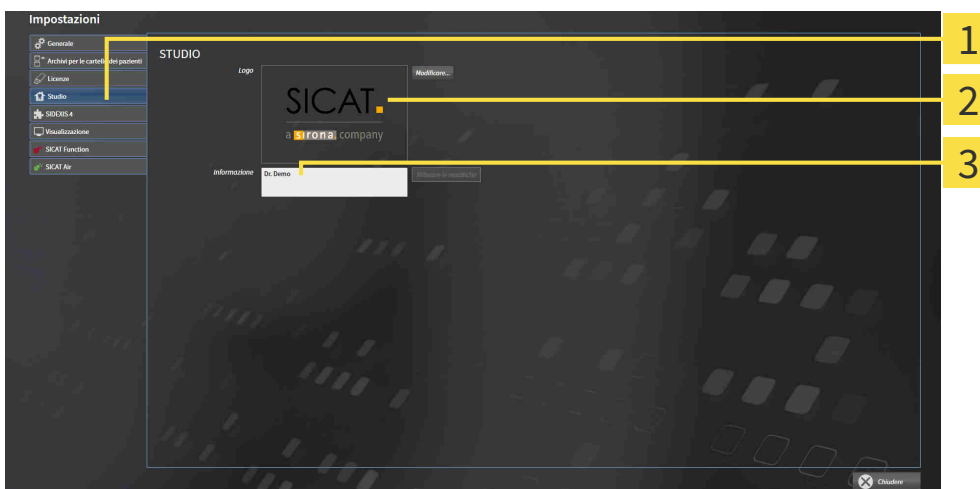 Impostazioni
Generale
Archivi per le cartelle dei pazienti
Licenze
Studio
SIDEXIS 4
Visualizzazione
SICAT Function
SICAT Air
STUDIO
Logo
SICAT.
a sirona. company
Modificare...
Informazione
Dr. Demo
Rifiutare le modifiche
Chiudere
1
2
3